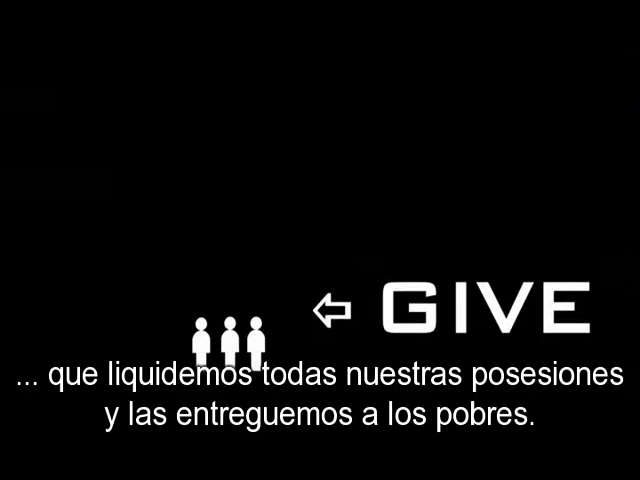 GIVE
... que liquidemos todas nuestras posesiones
y las entreguemos a los pobres.